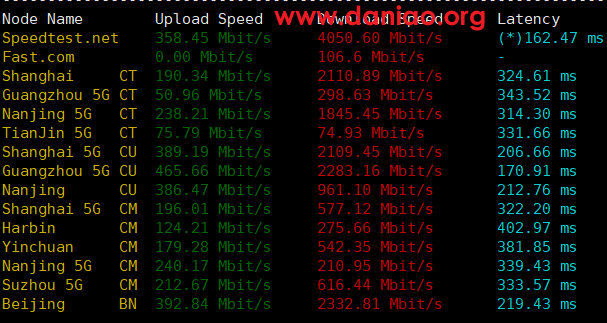 Node Name Upload Speed Download Speed Latency
www.daniao.org
Speedtest.net 358.45 Mbit/s 4050.60 Mbit/s (*)162.47 ms
Fast.com 0.00 Mbit/s 106.6 Mbit/s -
Shanghai CT 190.34 Mbit/s 2110.89 Mbit/s 324.61 ms
Guangzhou 5G CT 50.96 Mbit/s 298.63 Mbit/s 343.52 ms
Nanjing 5G CT 238.21 Mbit/s 1845.45 Mbit/s 314.30 ms
TianJin 5G CT 75.79 Mbit/s 74.93 Mbit/s 331.66 ms
Shanghai 5G CU 389.19 Mbit/s 2109.45 Mbit/s 206.66 ms
Guangzhou 5G CU 465.66 Mbit/s 2283.16 Mbit/s 170.91 ms
Nanjing CU 386.47 Mbit/s 961.10 Mbit/s 212.76 ms
Shanghai 5G CM 196.01 Mbit/s 577.12 Mbit/s 322.20 ms
Harbin CM 124.21 Mbit/s 275.66 Mbit/s 402.97 ms
Yinchuan CM 179.28 Mbit/s 542.35 Mbit/s 381.85 ms
Nanjing 5G CM 240.17 Mbit/s 210.95 Mbit/s 339.43 ms
Suzhou 5G CM 212.67 Mbit/s 616.44 Mbit/s 333.57 ms
Beijing BN 392.84 Mbit/s 2332.81 Mbit/s 219.43 ms